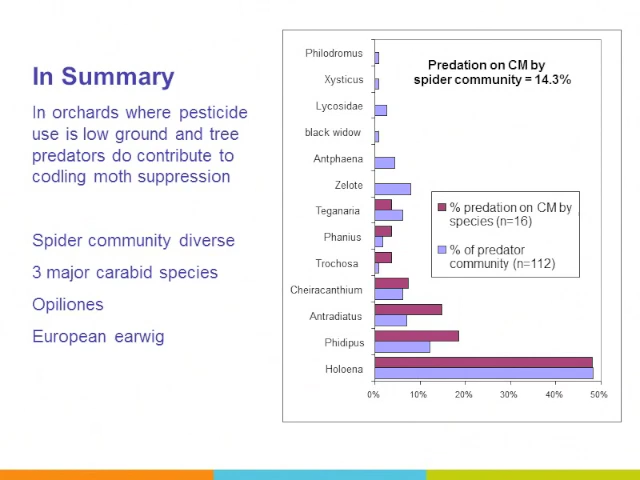 In Summary
In orchards where pesticide
use is low ground and tree
predators do contribute to
codling moth suppression
Spider community diverse
3 major carabid species
Opiliones
European earwig
Predation on CM by
spider community = 14.3%
Philodromus
Xysticus
Lycosidae
black widow
Antphaena
Zelote
Teganaria
Phanius
Trochosa
Cheiracanthium
Antradiatus
Phidipus
Holoena
% predation on CM by
species (n=16)
% of predator
community (n=112)
0% 10% 20% 30% 40% 50%